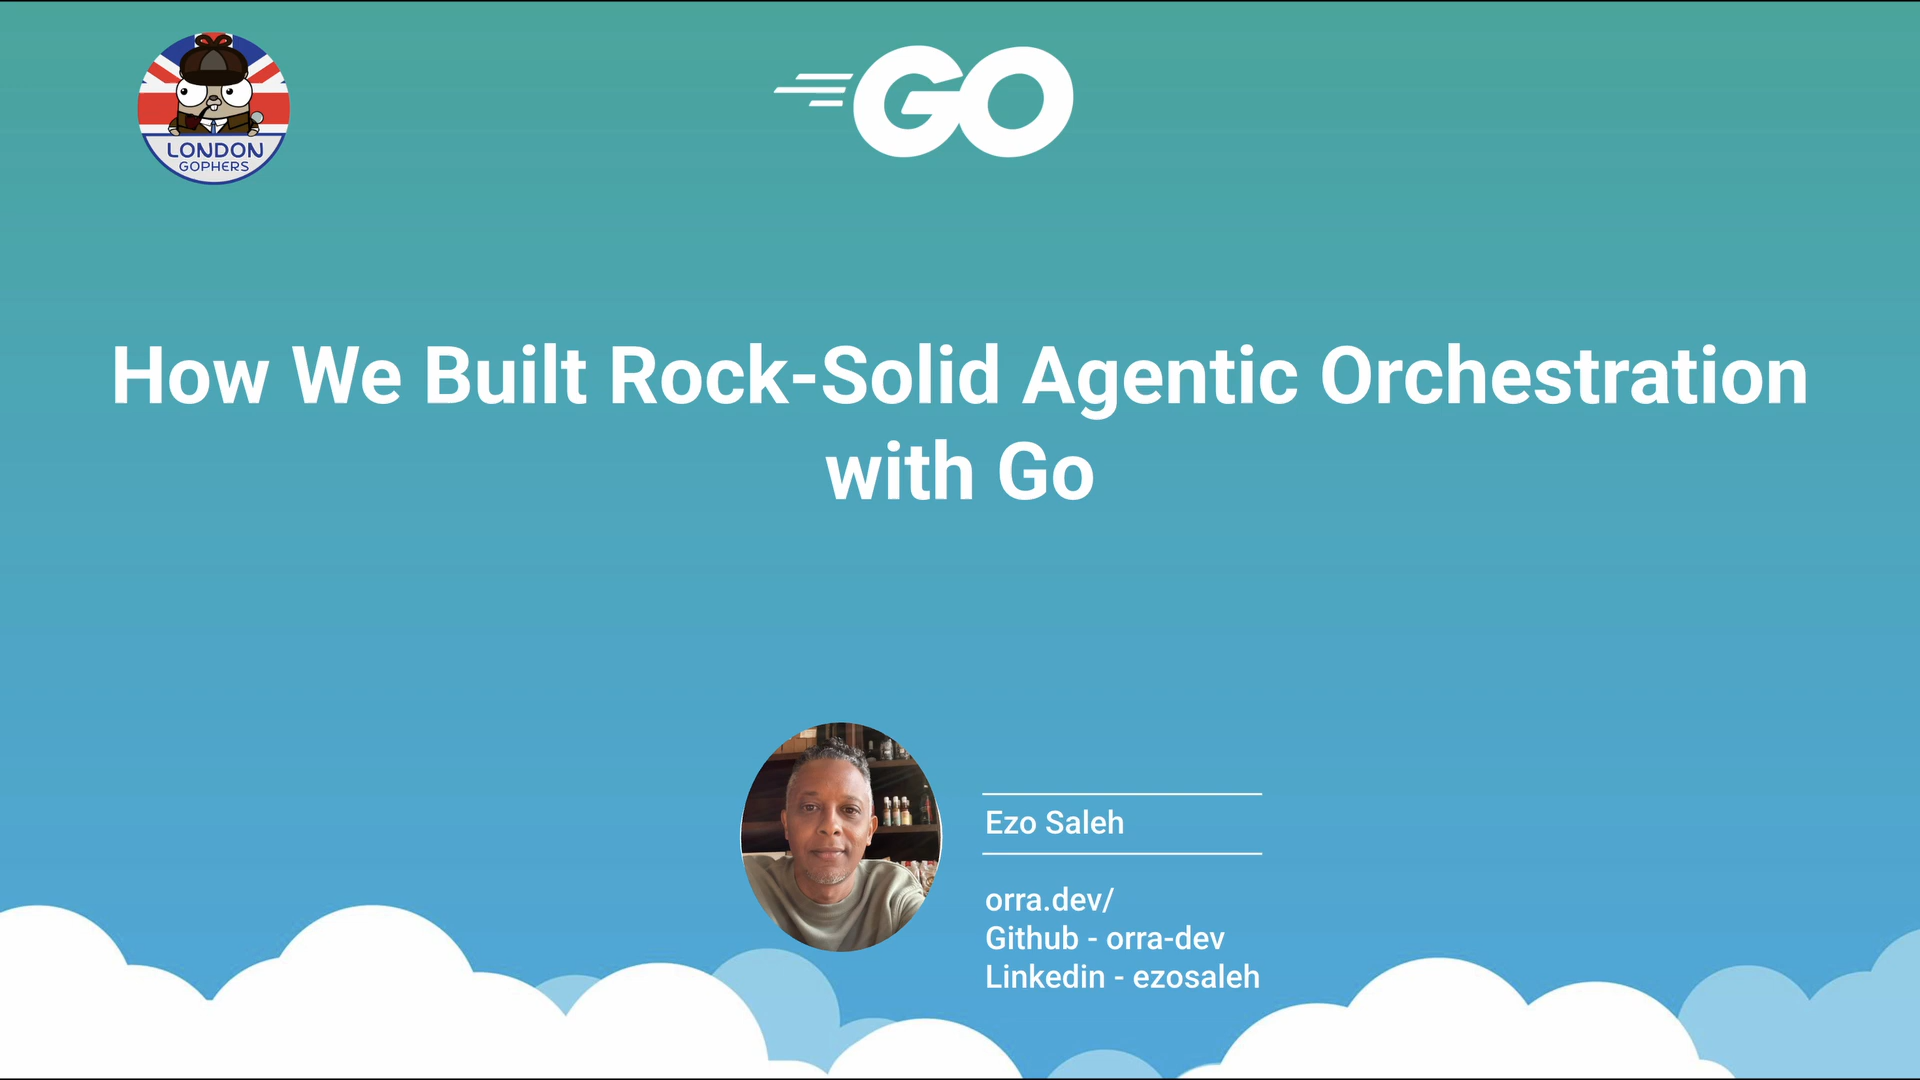 LONDON
GOPHERS
GO
How We Built Rock-Solid Agentic Orchestration
with Go
Ezo Saleh
orra.dev/
Github - orra-dev
Linkedin - ezosaleh